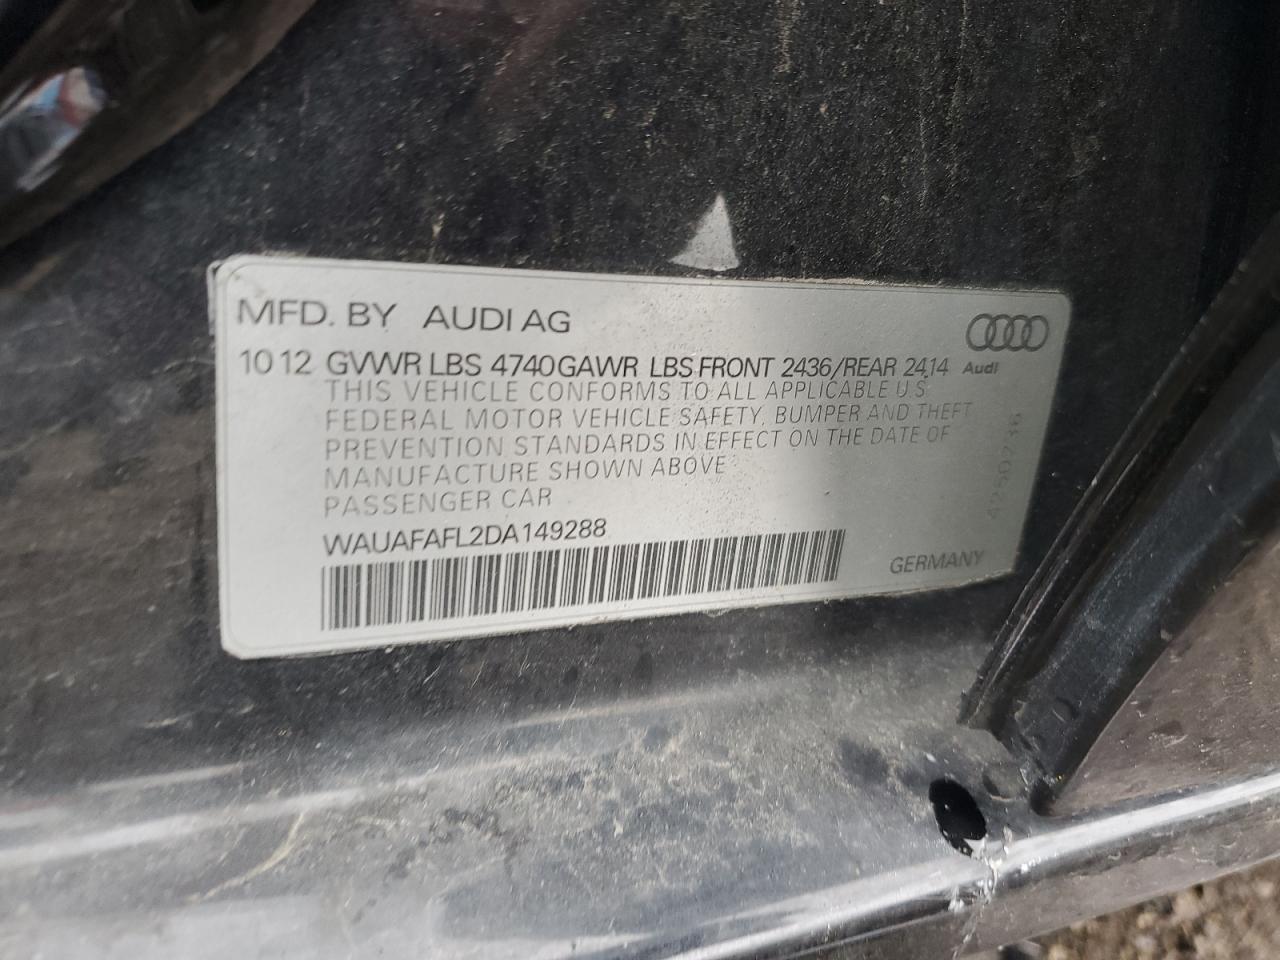 MFD. BY AUDI AG
10 12 GVWR LBS 4740 GAWR LBS FRONT 2436/REAR 2414 Audi
THIS VEHICLE CONFORMS TO ALL APPLICABLE U.S.
FEDERAL MOTOR VEHICLE SAFETY, BUMPER AND THEFT
PREVENTION STANDARDS IN EFFECT ON THE DATE OF
MANUFACTURE SHOWN ABOVE
PASSENGER CAR
WAUAFAFL2DA149288
GERMANY